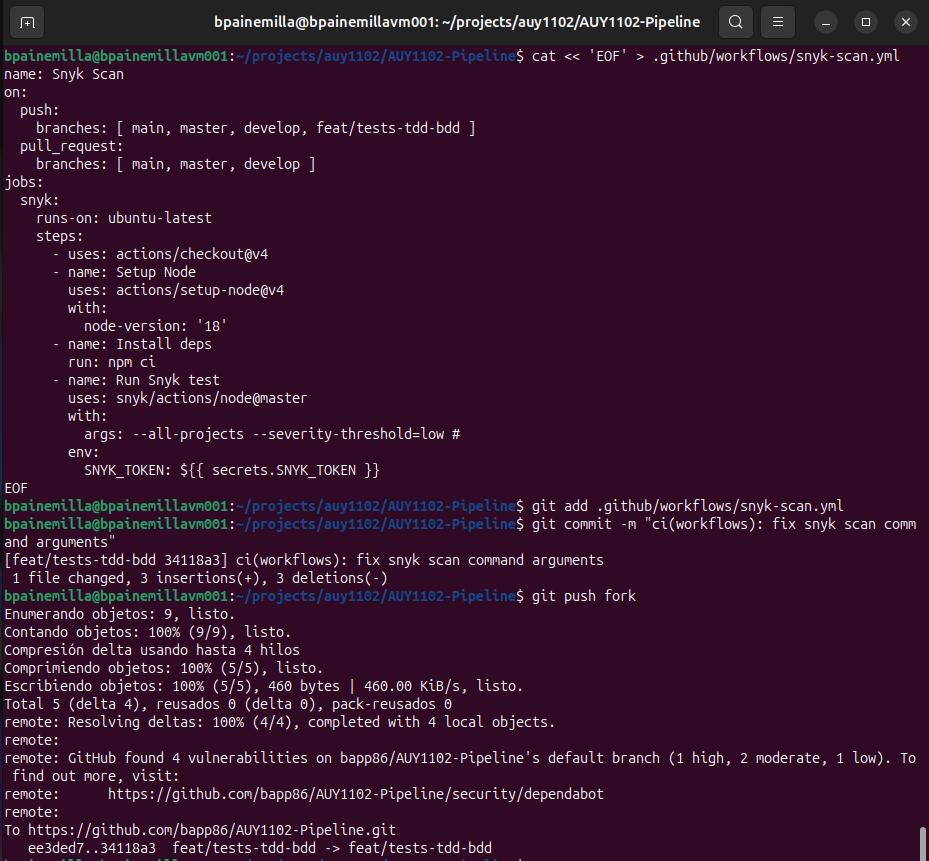 bpainemilla@bpainemillavm001: ~/projects/auy1102/AUY1102-Pipeline
bpainemilla@bpainemillavm001:~/projects/auy1102/AUY1102-Pipeline$ cat << 'EOF' > .github/workflows/snyk-scan.yml
name: Snyk Scan
on:
  push:
    branches: [ main, master, develop, feat/tests-tdd-bdd ]
  pull_request:
    branches: [ main, master, develop ]
jobs:
  snyk:
    runs-on: ubuntu-latest
    steps:
      - uses: actions/checkout@v4
      - name: Setup Node
        uses: actions/setup-node@v4
        with:
          node-version: '18'
      - name: Install deps
        run: npm ci
      - name: Run Snyk test
        uses: snyk/actions/node@master
        with:
          args: --all-projects --severity-threshold=low #
        env:
          SNYK_TOKEN: ${{ secrets.SNYK_TOKEN }}
EOF
bpainemilla@bpainemillavm001:~/projects/auy1102/AUY1102-Pipeline$ git add .github/workflows/snyk-scan.yml
bpainemilla@bpainemillavm001:~/projects/auy1102/AUY1102-Pipeline$ git commit -m "ci(workflows): fix snyk scan comm
and arguments"
[feat/tests-tdd-bdd 34118a3] ci(workflows): fix snyk scan command arguments
 1 file changed, 3 insertions(+), 3 deletions(-)
bpainemilla@bpainemillavm001:~/projects/auy1102/AUY1102-Pipeline$ git push fork
Enumerando objetos: 9, listo.
Contando objetos: 100% (9/9), listo.
Compresión delta usando hasta 4 hilos
Comprimiendo objetos: 100% (5/5), listo.
Escribiendo objetos: 100% (5/5), 460 bytes | 460.00 KiB/s, listo.
Total 5 (delta 4), reusados 0 (delta 0), pack-reusados 0
remote: Resolving deltas: 100% (4/4), completed with 4 local objects.
remote:
remote: GitHub found 4 vulnerabilities on bapp86/AUY1102-Pipeline's default branch (1 high, 2 moderate, 1 low). To
 find out more, visit:
remote:      https://github.com/bapp86/AUY1102-Pipeline/security/dependabot
remote:
To https://github.com/bapp86/AUY1102-Pipeline.git
   ee3ded7..34118a3  feat/tests-tdd-bdd -> feat/tests-tdd-bdd